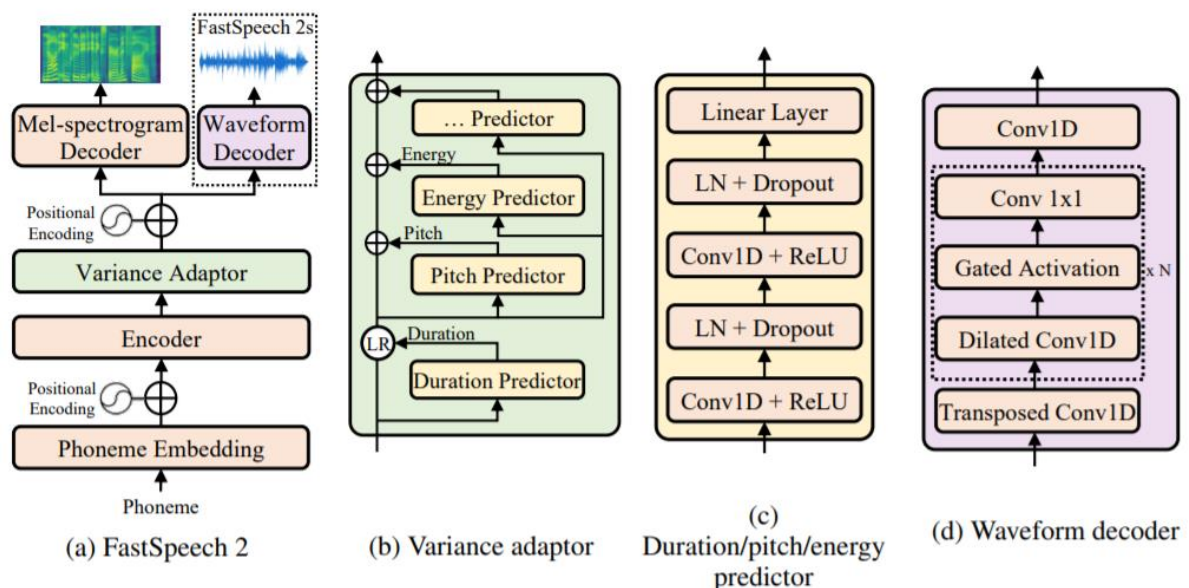 FastSpeech 2s
Mel-spectrogram
Decoder
Waveform
Decoder
Positional
Encoding
Variance Adaptor
Encoder
Positional
Encoding
Phoneme Embedding
Phoneme
(a) FastSpeech 2
... Predictor
Energy
Energy Predictor
Pitch
Pitch Predictor
LR
Duration
Duration Predictor
(b) Variance adaptor
Linear Layer
LN + Dropout
Conv1D + ReLU
LN + Dropout
Conv1D + ReLU
(c)
Duration/pitch/energy
predictor
Conv1D
Conv 1x1
Gated Activation
x N
Dilated Conv1D
Transposed Conv1D
(d) Waveform decoder